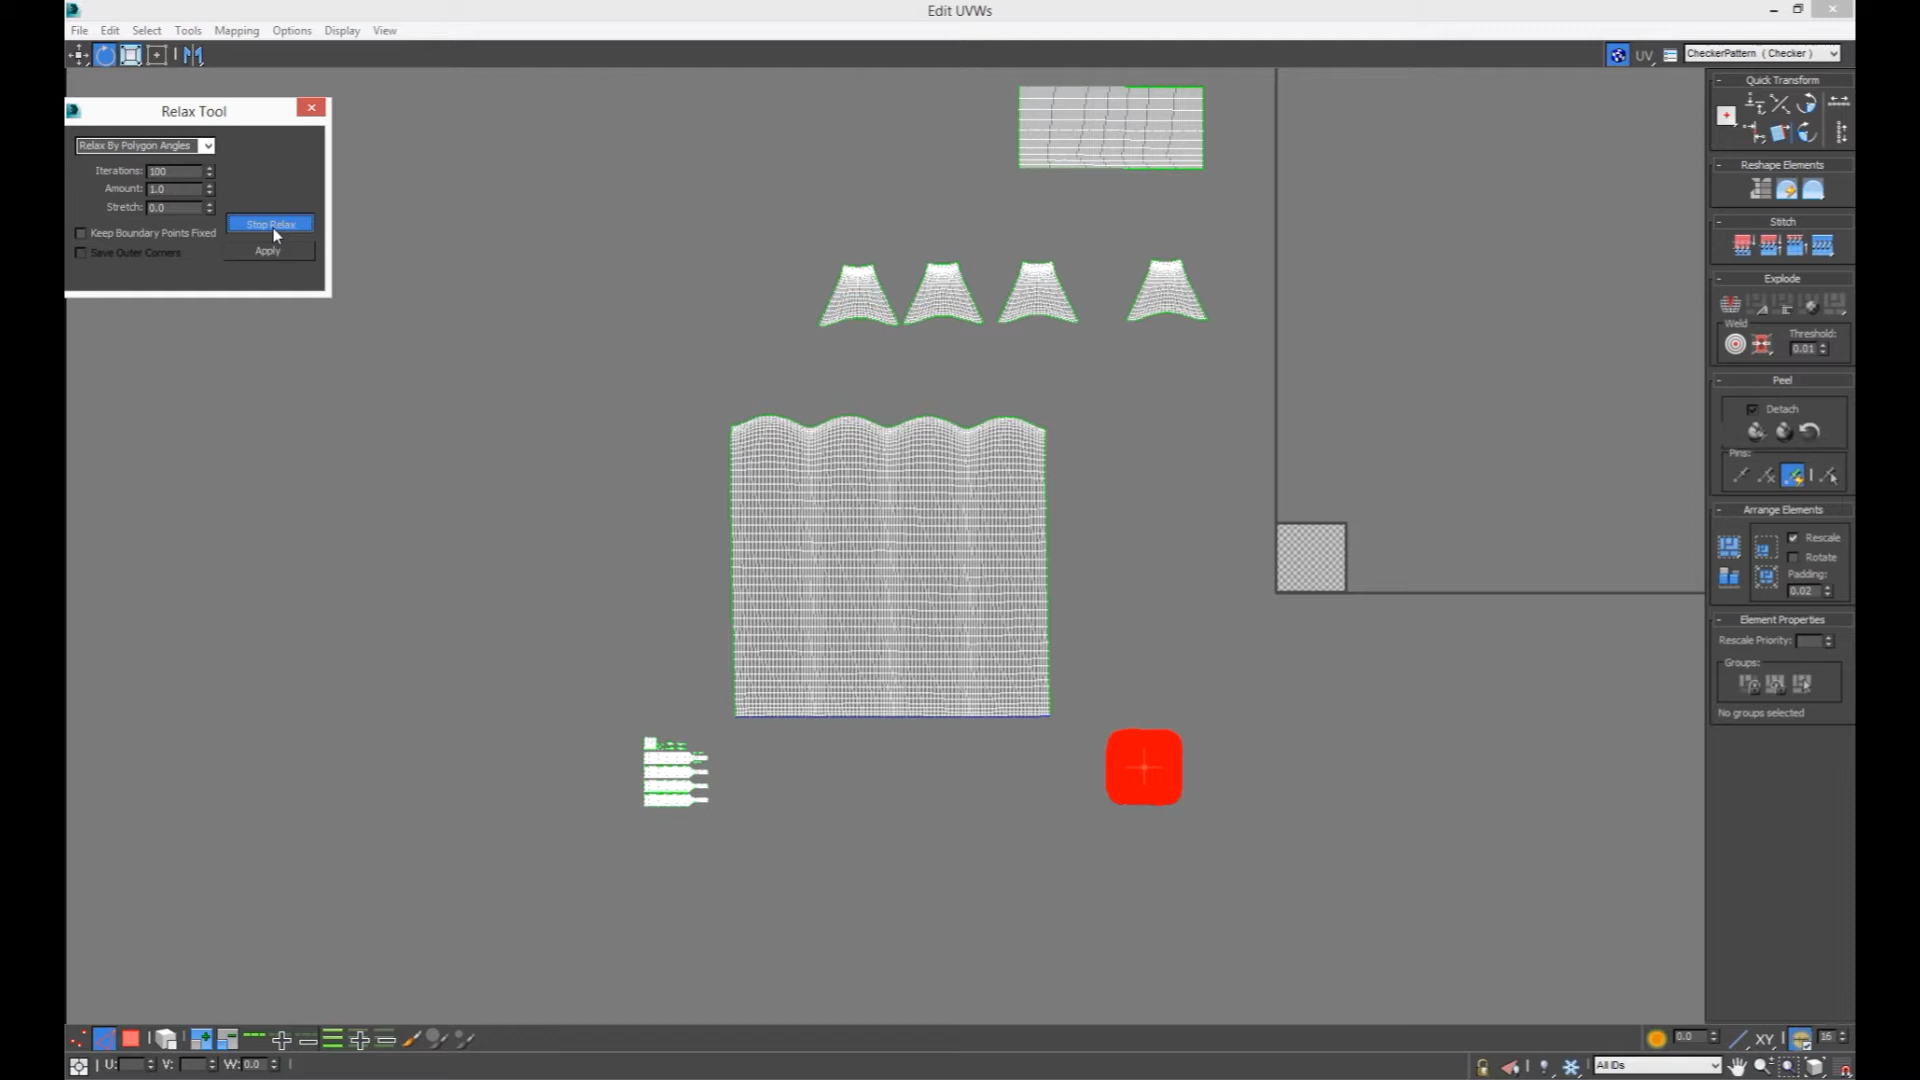 Edit UVWs
File Edit Select Tools Mapping Options Display View
UV
CheckerPattern ( Checker )
Relax Tool
Relax By Polygon Angles
Iterations: 100
Amount: 1.0
Stretch: 0.0
Stop Relax
Keep Boundary Points Fixed
Save Outer Corners
Apply
Quick Transform
Reshape Elements
Stitch
Explode
Weld
Threshold:
0.01
Peel
Detach
Pins:
Arrange Elements
Rescale
Rotate
Padding:
0.02
Element Properties
Rescale Priority:
Groups:
No groups selected
0.0
XY
16
U: V: W: 0.0
All IDs